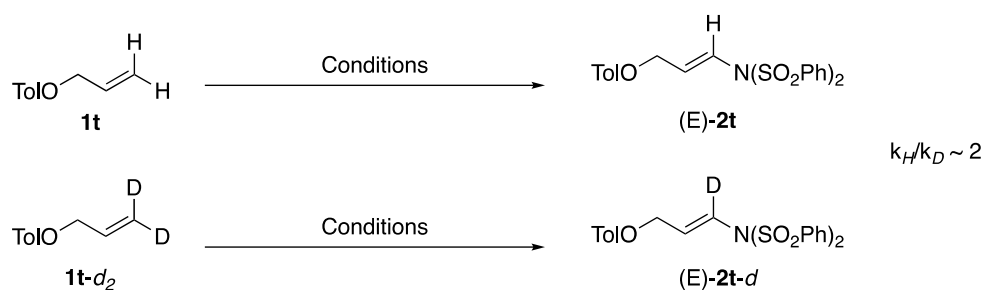 H
H
TolO
1t
Conditions
H
TolO
N(SO2Ph)2
(E)-2t
kH/kD ~ 2
D
D
TolO
1t-d2
Conditions
D
TolO
N(SO2Ph)2
(E)-2t-d